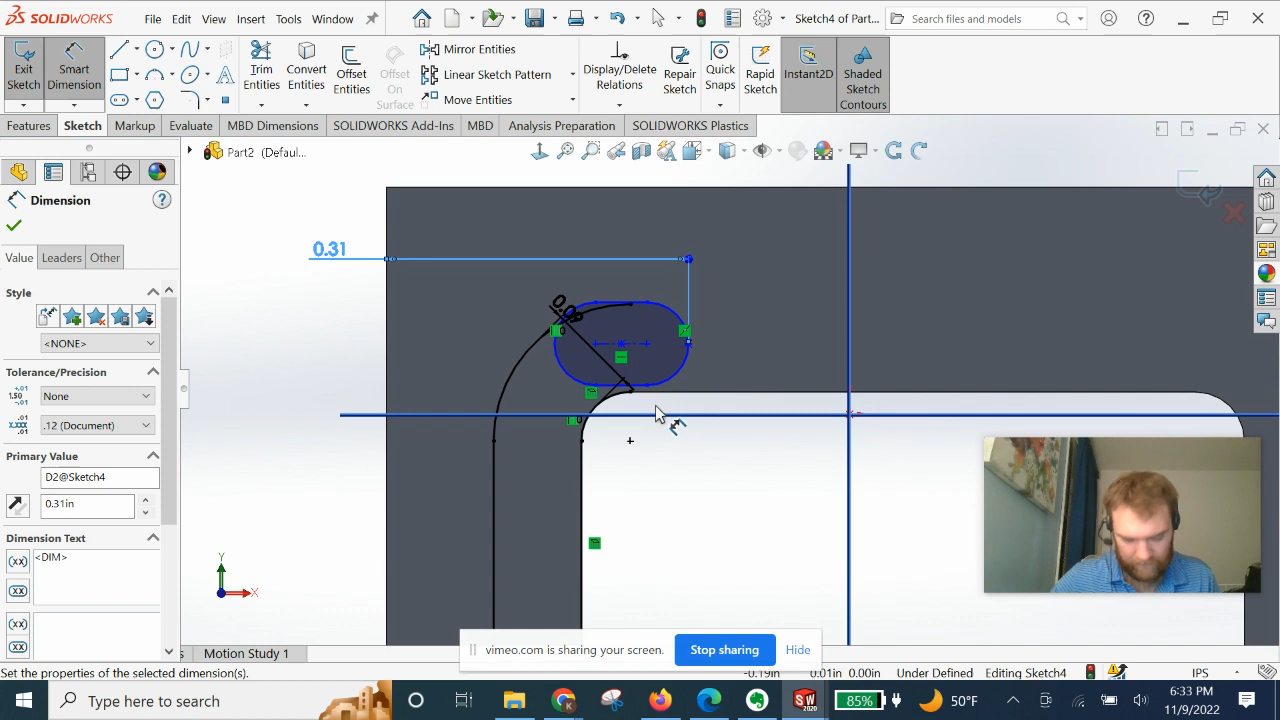 SOLIDWORKS
File Edit View Insert Tools Window
Sketch4 of Part...
Search files and models
Exit Sketch
Smart Dimension
Trim Entities
Convert Entities
Offset Entities
Offset On Surface
Mirror Entities
Linear Sketch Pattern
Move Entities
Display/Delete Relations
Repair Sketch
Quick Snaps
Rapid Sketch
Instant2D
Shaded Sketch Contours
Features Sketch Markup Evaluate MBD Dimensions SOLIDWORKS Add-Ins MBD Analysis Preparation SOLIDWORKS Plastics
Part2 (Defaul...
Dimension
Value Leaders Other
Style
<NONE>
Tolerance/Precision
None
.12 (Document)
Primary Value
D2@Sketch4
0.31in
Dimension Text
<DIM>
0.31
Y
X
Motion Study 1
vimeo.com is sharing your screen. Stop sharing Hide
Set the properties of the selected dimension(s). -0.19in 0.01in 0.00in Under Defined Editing Sketch4 IPS
Type here to search
SW
2020
85%
50°F
6:33 PM
11/9/2022